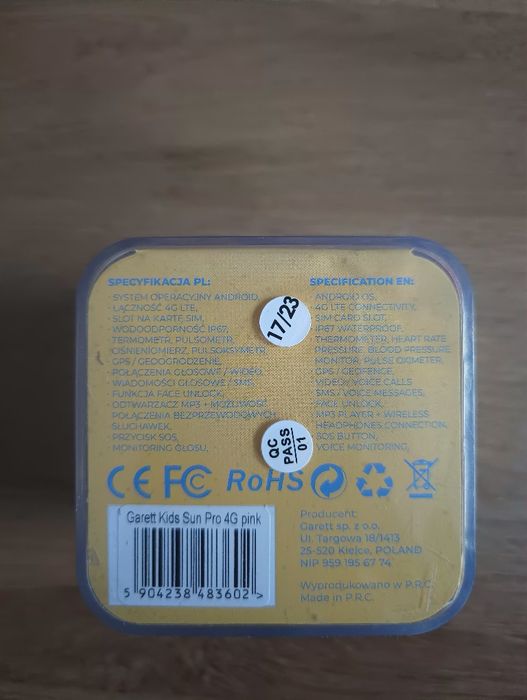 SPECYFIKACJA PL:
SYSTEM OPERACYJNY ANDROID,
ŁĄCZNOŚĆ 4G LTE,
SLOT NA KARTĘ SIM,
WODOODPORNOŚĆ IP67,
TERMOMETR, PULSOMETR,
CIŚNIENIOMIERZ, PULSOKSYMETR,
GPS / GEOOGRODZENIE,
POŁĄCZENIA GŁOSOWE / WIDEO,
WIADOMOŚCI GŁOSOWE / SMS,
FUNKCJA FACE UNLOCK,
ODTWARZACZ MP3 + MOŻLIWOŚĆ
POŁĄCZENIA BEZPRZEWODOWYCH
SŁUCHAWEK,
PRZYCISK SOS,
MONITORING GŁOSU,
SPECIFICATION EN:
ANDROID OS,
4G LTE CONNECTIVITY,
SIM CARD SLOT,
IP67 WATERPROOF,
THERMOMETER, HEART RATE
PRESSURE, BLOOD PRESSURE
MONITOR, PULSE OXIMETER,
GPS / GEOFENCE,
VIDEO/ VOICE CALLS
SMS / VOICE MESSAGES,
FACE UNLOCK,
MP3 PLAYER + WIRELESS
HEADPHONES CONNECTION,
SOS BUTTON,
VOICE MONITORING,
17/23
QC
PASS
01
CE FC RoHS
Garett Kids Sun Pro 4G pink
5 904238 483602 >
Producent:
Garett sp. z o.o.
Ul. Targowa 18/1413
25-520 Kielce, POLAND
NIP 959 195 67 74
Wyprodukowano w P.R.C.
Made in P.R.C.